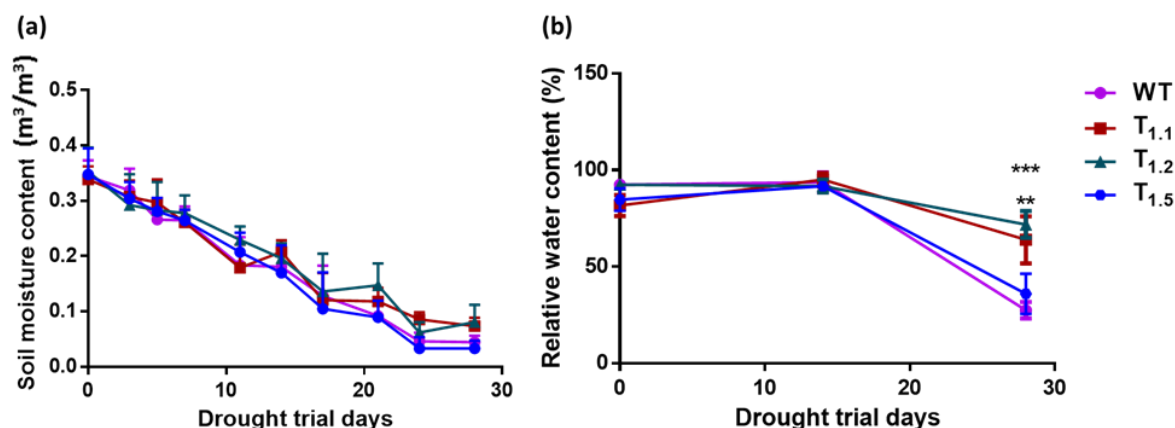 (a)
Soil moisture content (m³/m³)
0.5
0.4
0.3
0.2
0.1
0.0
0 10 20 30
Drought trial days
(b)
Relative water content (%)
150
100
50
0
0 10 20 30
Drought trial days
***
**
WT
T1.1
T1.2
T1.5